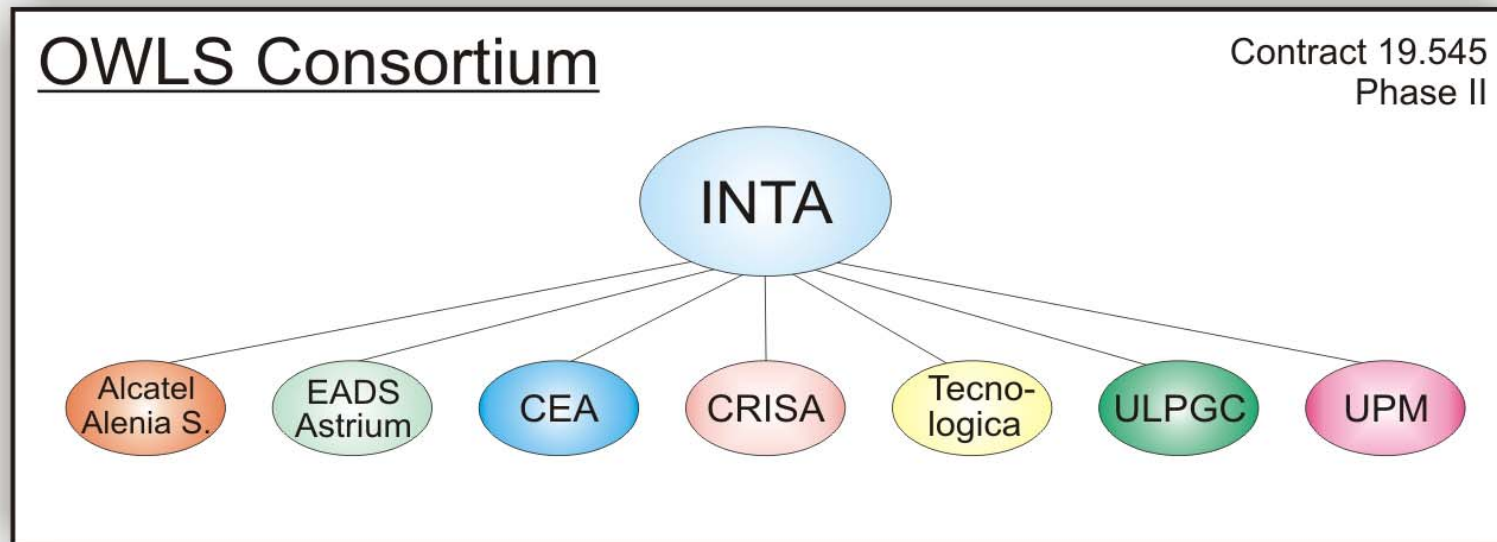 OWLS Consortium
Contract 19.545
Phase II
INTA
Alcatel
Alenia S.
EADS
Astrium
CEA
CRISA
Tecno-
logica
ULPGC
UPM